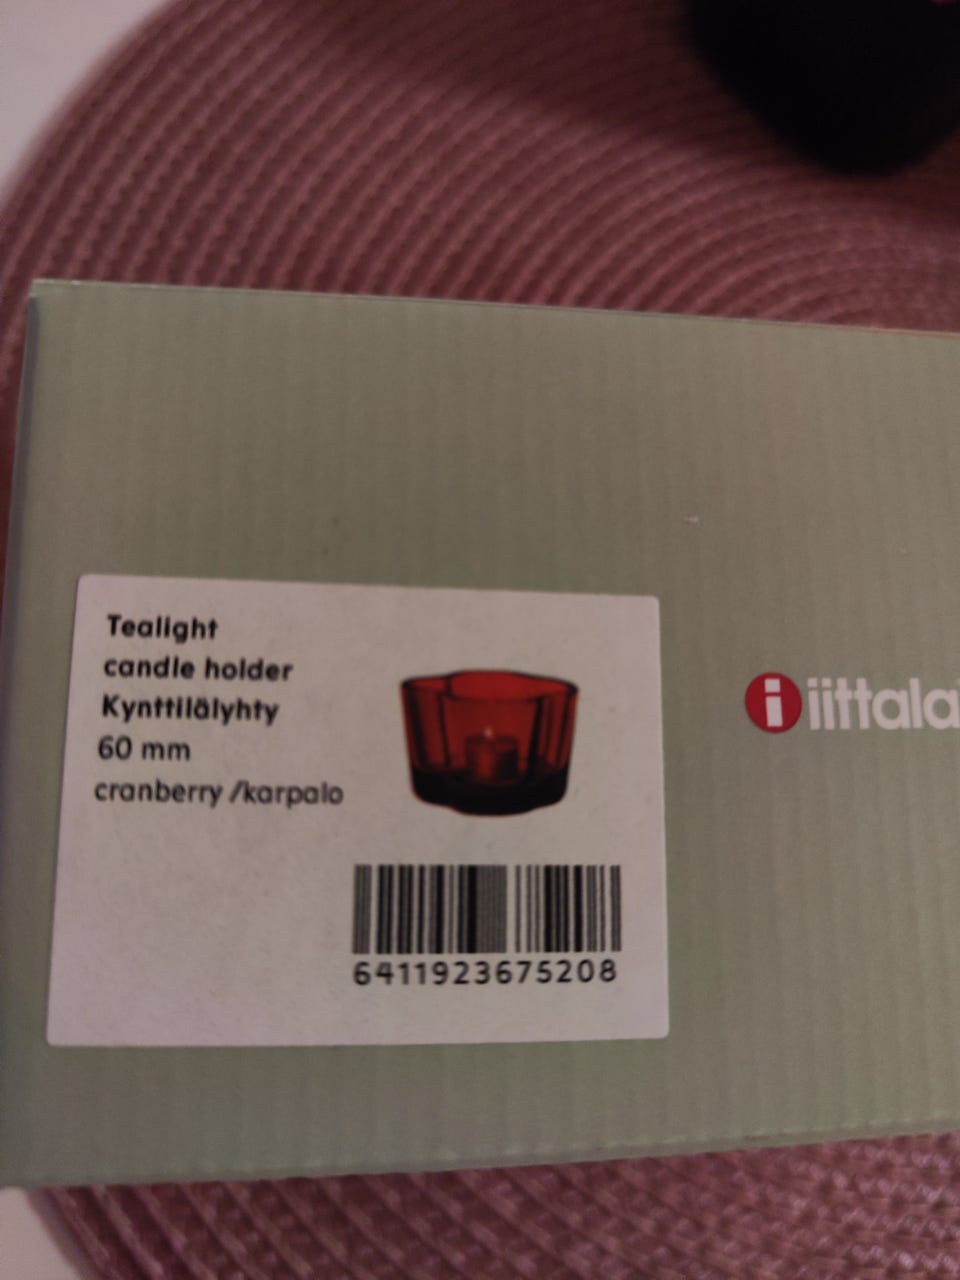 Tealight
candle holder
Kynttilälyhty
60 mm
cranberry /karpalo
6411923675208
i iittala